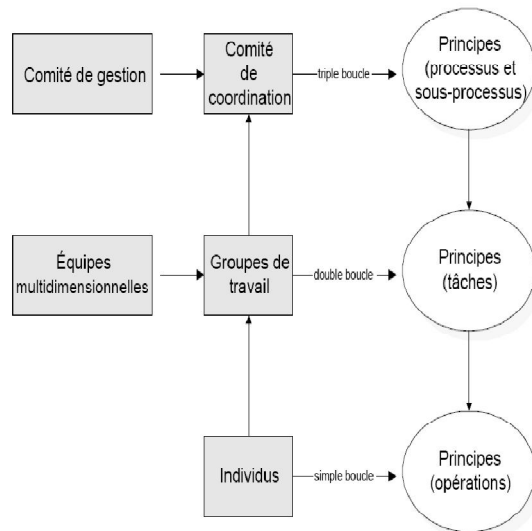 Comité de gestion
Comité
de
coordination
triple boucle
Principes
(processus et
sous-processus)
Équipes
multidimensionnelles
Groupes de
travail
double boucle
Principes
(tâches)
Individus
simple boucle
Principes
(opérations)